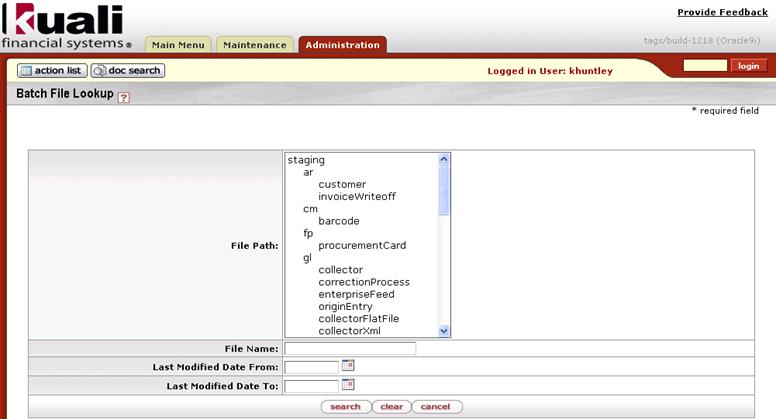 Kuali
financial systems®
Provide Feedback
Main Menu
Maintenance
Administration
tags/build-1218 (Oracle9i)
action list
doc search
Logged in User: khuntley
login
Batch File Lookup ?
* required field
File Path:
staging
ar
customer
invoiceWriteoff
cm
barcode
fp
procurementCard
gl
collector
correctionProcess
enterpriseFeed
originEntry
collectorFlatFile
collectorXml
File Name:
Last Modified Date From:
Last Modified Date To:
search
clear
cancel